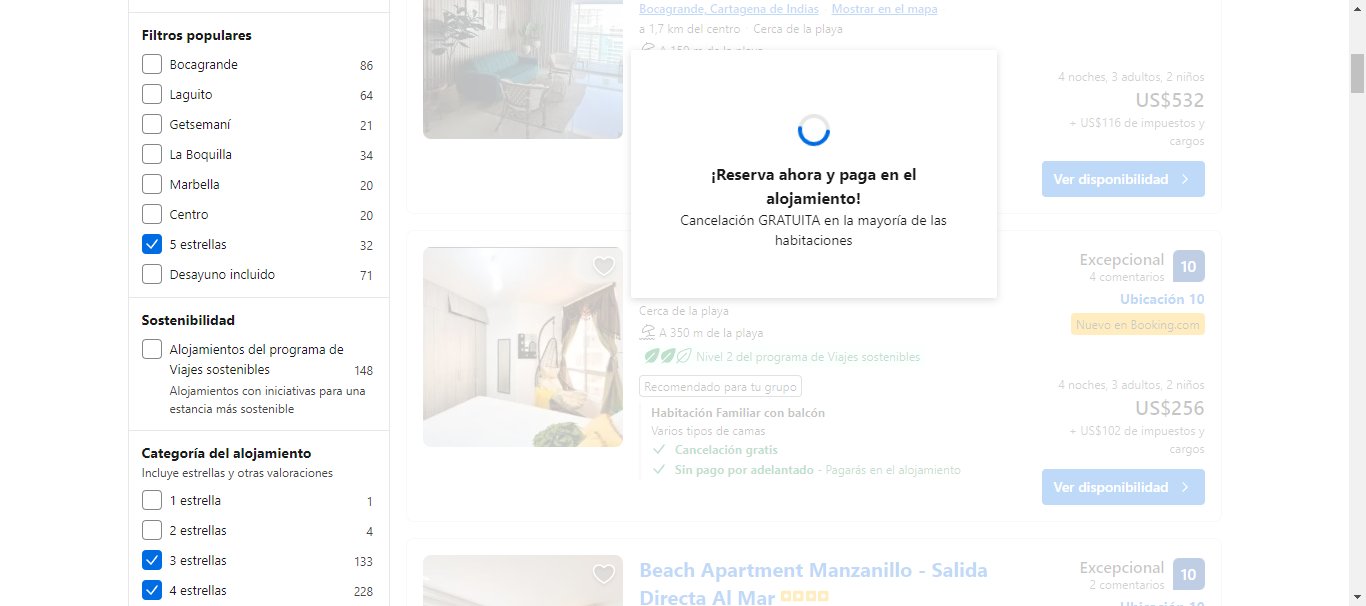 Filtros populares
Bocagrande 86
Laguito 64
Getsemaní 21
La Boquilla 34
Marbella 20
Centro 20
5 estrellas 32
Desayuno incluido 71
Sostenibilidad
Alojamientos del programa de
Viajes sostenibles 148
Alojamientos con iniciativas para una
estancia más sostenible
Categoría del alojamiento
Incluye estrellas y otras valoraciones
1 estrella 1
2 estrellas 4
3 estrellas 133
4 estrellas 228
Bocagrande, Cartagena de Indias Mostrar en el mapa
a 1,7 km del centro Cerca de la playa
A 150 m de la playa
4 noches, 3 adultos, 2 niños
US$532
+ US$116 de impuestos y
cargos
Ver disponibilidad
¡Reserva ahora y paga en el
alojamiento!
Cancelación GRATUITA en la mayoría de las
habitaciones
Excepcional 10
4 comentarios
Ubicación 10
Nuevo en Booking.com
Cerca de la playa
A 350 m de la playa
Nivel 2 del programa de Viajes sostenibles
Recomendado para tu grupo
Habitación Familiar con balcón
Varios tipos de camas
Cancelación gratis
Sin pago por adelantado - Pagarás en el alojamiento
4 noches, 3 adultos, 2 niños
US$256
+ US$102 de impuestos y
cargos
Ver disponibilidad
Beach Apartment Manzanillo - Salida
Directa Al Mar
Excepcional 10
2 comentarios
Ubicación 10